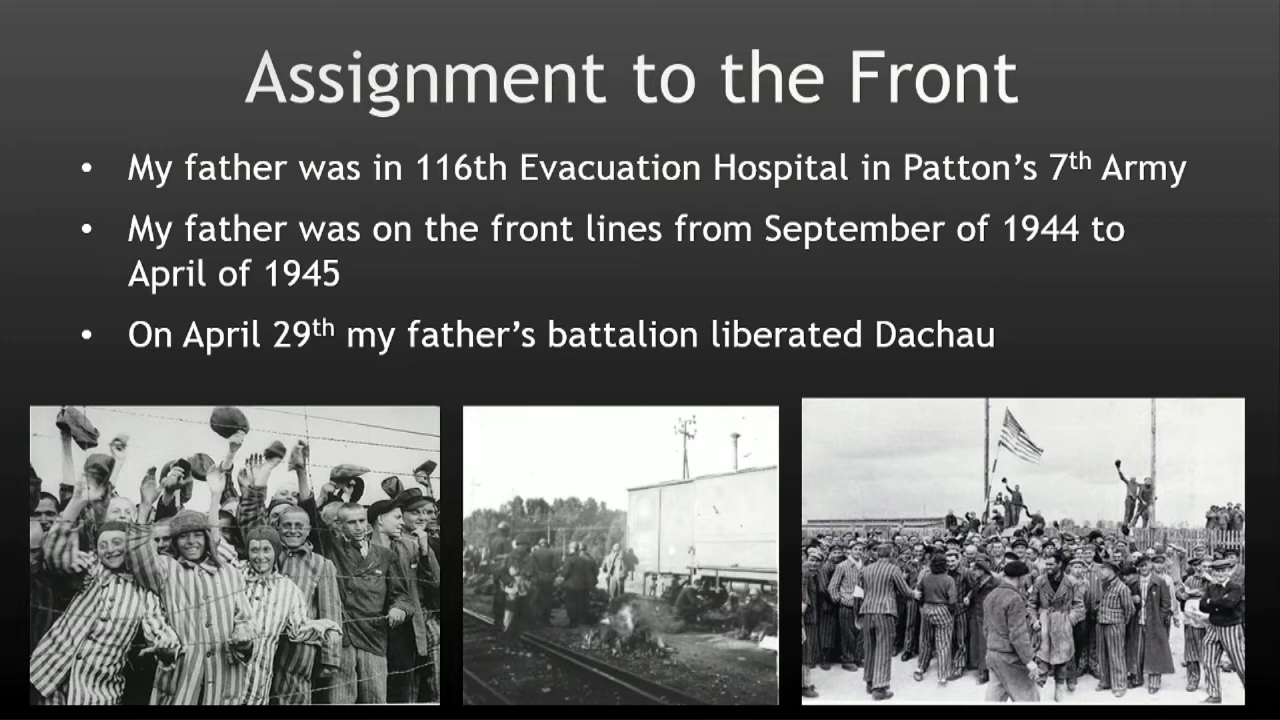 Assignment to the Front
• My father was in 116th Evacuation Hospital in Patton’s 7th Army
• My father was on the front lines from September of 1944 to
April of 1945
• On April 29th my father’s battalion liberated Dachau